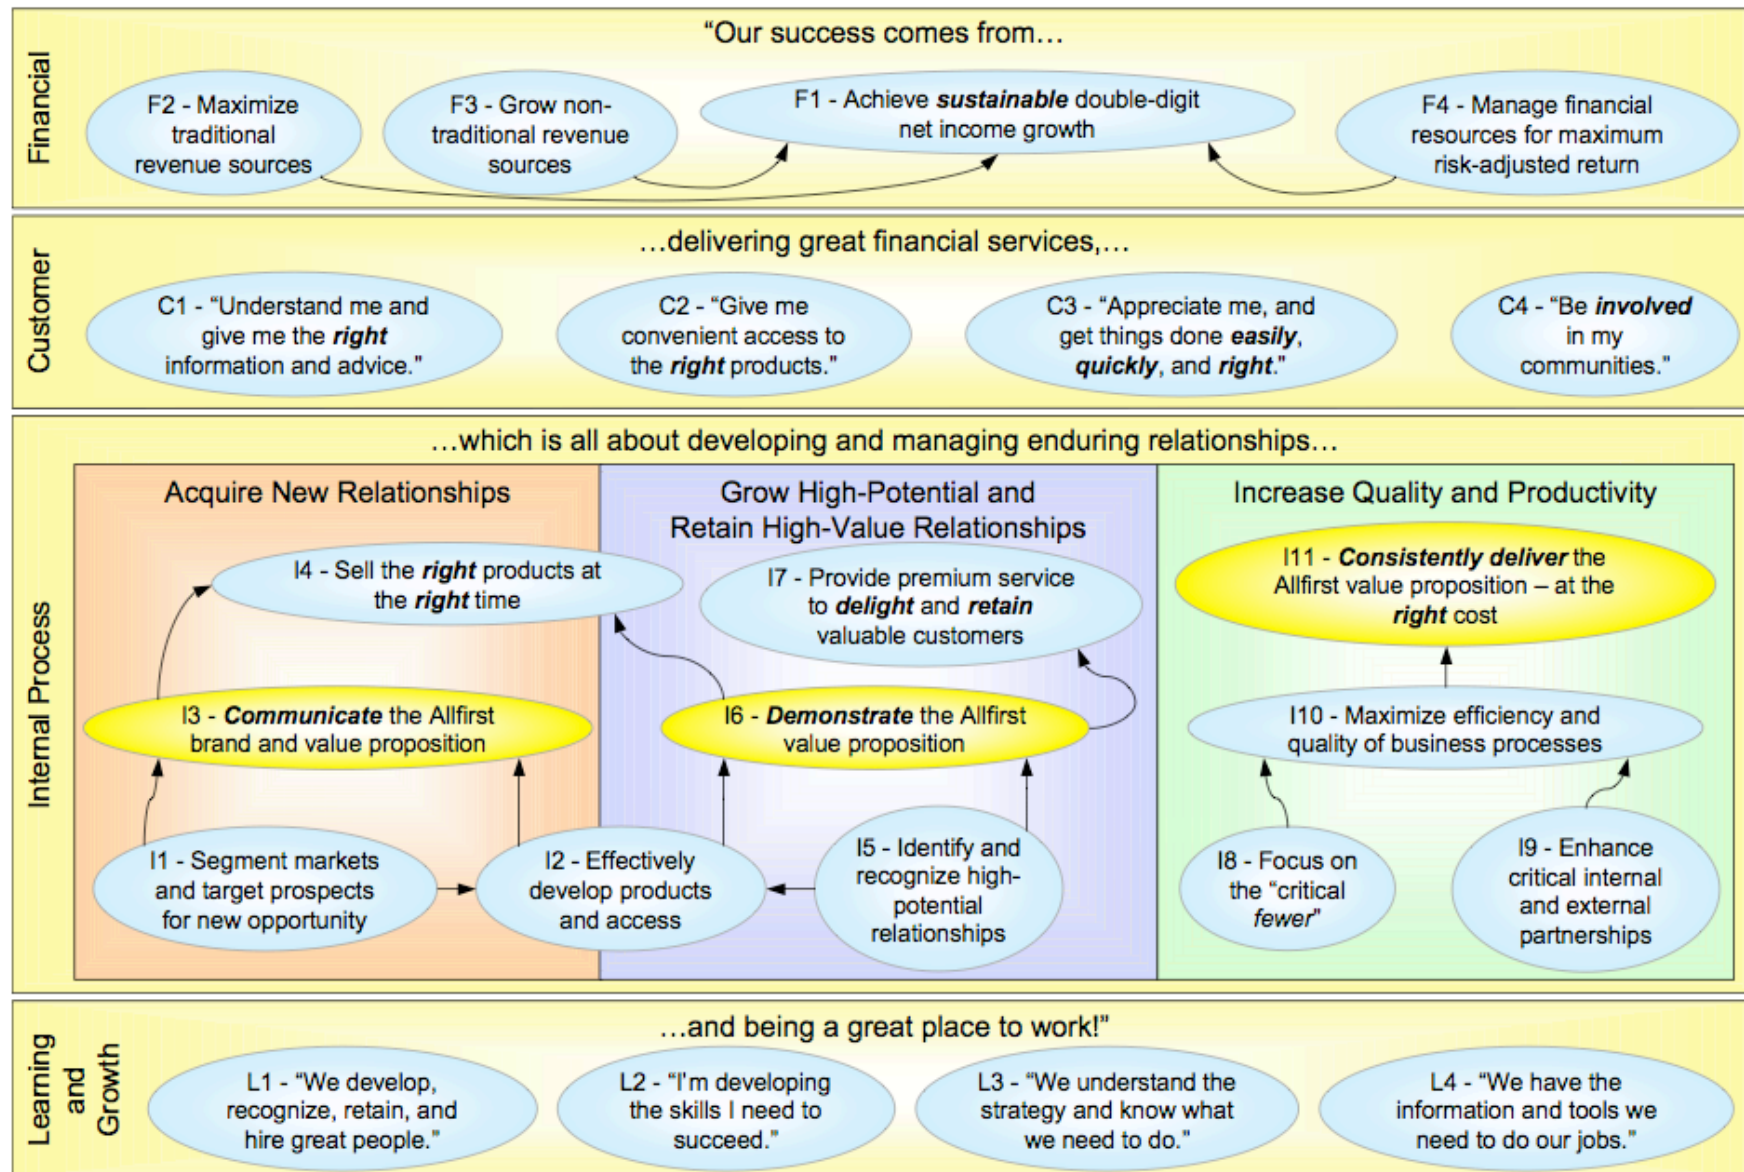 Financial
“Our success comes from…
F2 - Maximize
traditional
revenue sources
F3 - Grow non-
traditional revenue
sources
F1 - Achieve sustainable double-digit
net income growth
F4 - Manage financial
resources for maximum
risk-adjusted return
Customer
…delivering great financial services,…
C1 - “Understand me and
give me the right
information and advice."
C2 - “Give me
convenient access to
the right products."
C3 - “Appreciate me, and
get things done easily,
quickly, and right."
C4 - “Be involved
in my
communities.”
Internal Process
…which is all about developing and managing enduring relationships…
Acquire New Relationships
I4 - Sell the right products at
the right time
I3 - Communicate the Allfirst
brand and value proposition
I1 - Segment markets
and target prospects
for new opportunity
I2 - Effectively
develop products
and access
Grow High-Potential and
Retain High-Value Relationships
I7 - Provide premium service
to delight and retain
valuable customers
I6 - Demonstrate the Allfirst
value proposition
I5 - Identify and
recognize high-
potential
relationships
Increase Quality and Productivity
I11 - Consistently deliver the
Allfirst value proposition – at the
right cost
I10 - Maximize efficiency and
quality of business processes
I8 - Focus on
the “critical
fewer”
I9 - Enhance
critical internal
and external
partnerships
Learning
and
Growth
…and being a great place to work!”
L1 - “We develop,
recognize, retain, and
hire great people.”
L2 - “I'm developing
the skills I need to
succeed.”
L3 - “We understand the
strategy and know what
we need to do.”
L4 - “We have the
information and tools we
need to do our jobs.”